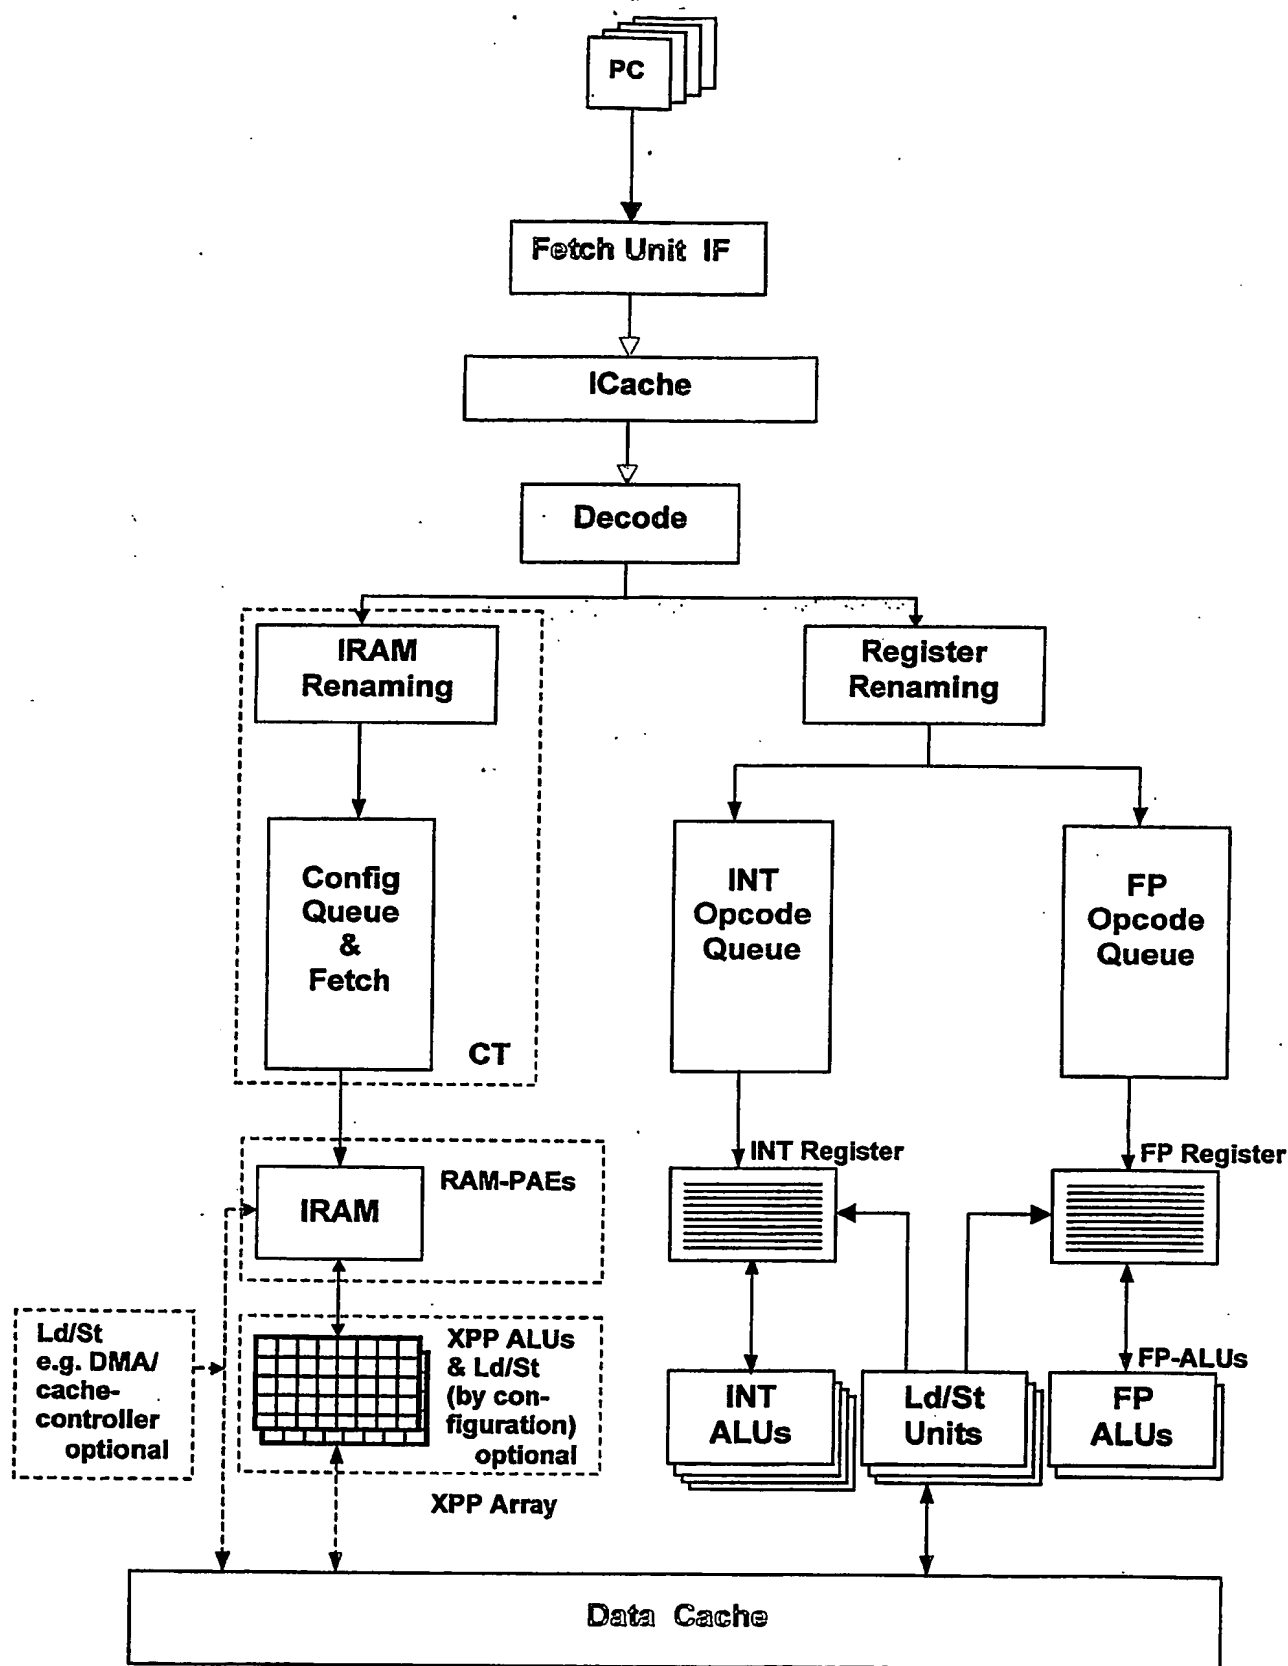 PC
Fetch Unit IF
ICache
Decode
IRAM
Renaming
Register
Renaming
Config
Queue
&
Fetch
CT
INT
Opcode
Queue
FP
Opcode
Queue
INT Register
FP Register
RAM-PAEs
IRAM
Ld/St
e.g. DMA/
cache-
controller
optional
XPP ALUs
& Ld/St
(by con-
figuration)
optional
XPP Array
INT
ALUs
Ld/St
Units
FP-ALUs
FP
ALUs
Data Cache